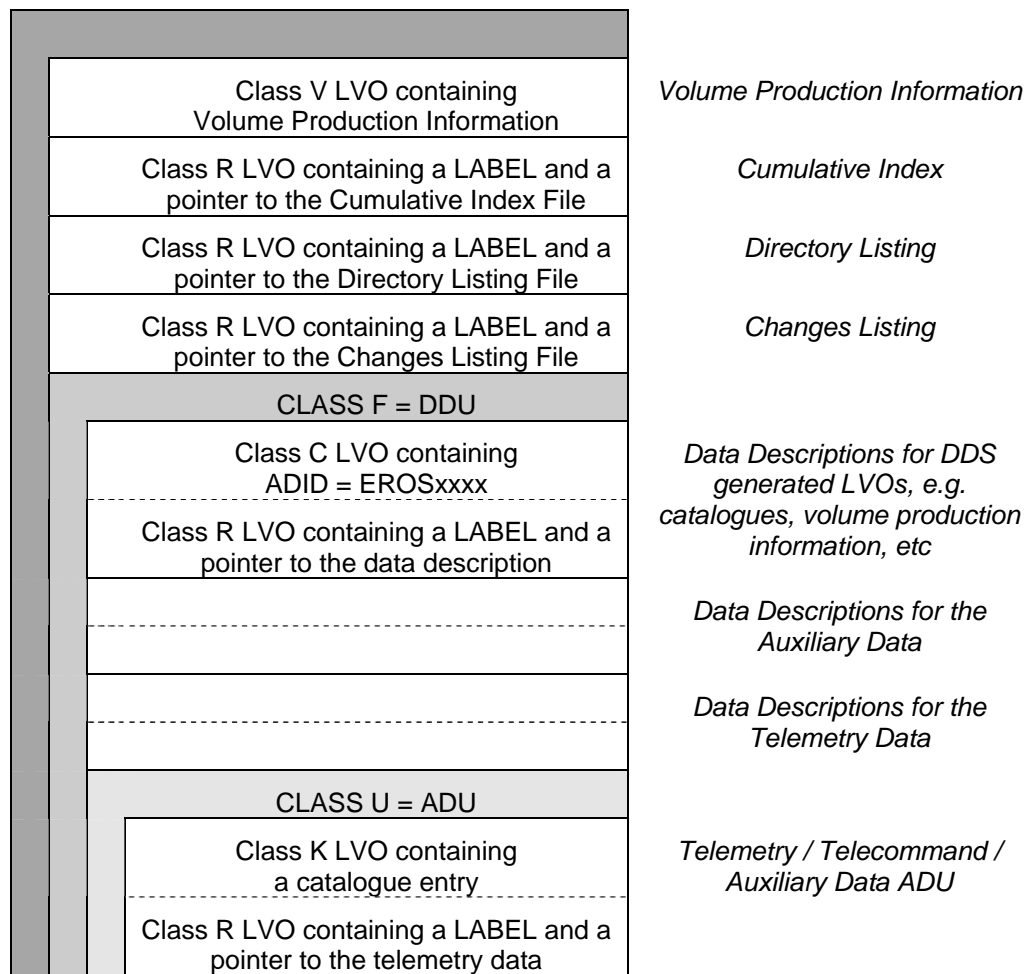 Class V LVO containing
Volume Production Information
Volume Production Information
Class R LVO containing a LABEL and a
pointer to the Cumulative Index File
Cumulative Index
Class R LVO containing a LABEL and a
pointer to the Directory Listing File
Directory Listing
Class R LVO containing a LABEL and a
pointer to the Changes Listing File
Changes Listing
CLASS F = DDU
Class C LVO containing
ADID = EROSxxxx
Class R LVO containing a LABEL and a
pointer to the data description
Data Descriptions for DDS
generated LVOs, e.g.
catalogues, volume production
information, etc
Data Descriptions for the
Auxiliary Data
Data Descriptions for the
Telemetry Data
CLASS U = ADU
Class K LVO containing
a catalogue entry
Class R LVO containing a LABEL and a
pointer to the telemetry data
Telemetry / Telecommand /
Auxiliary Data ADU